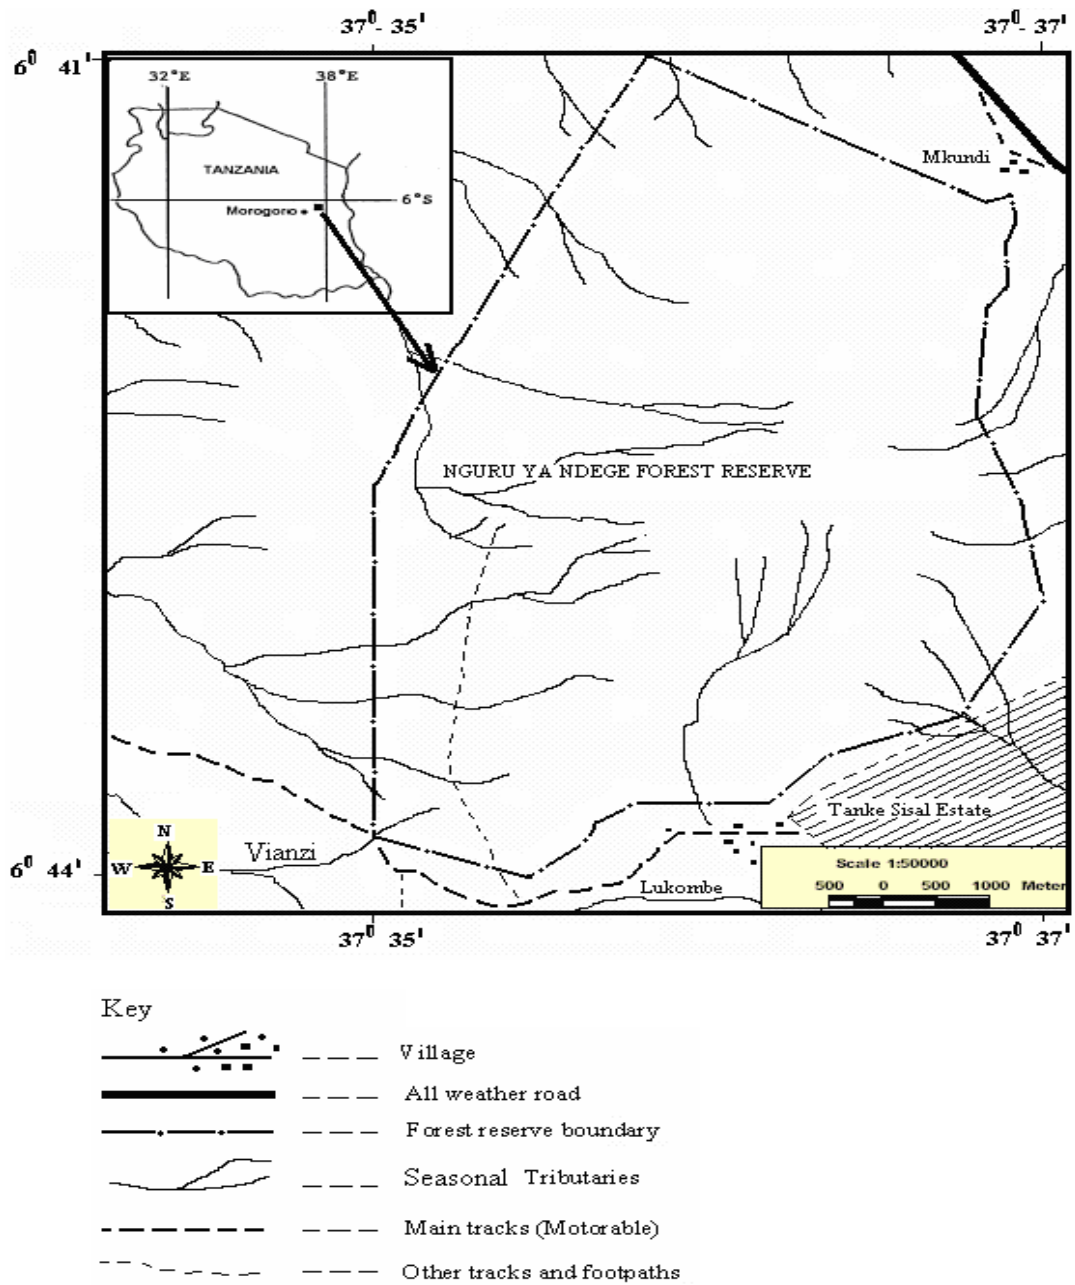 37⁰ 35' 37⁰ 37'
6⁰ 41'
32°E 38°E
TANZANIA
6°S
Morogoro
Mkundi
NGURU YA NDEGE FOREST RESERVE
Tanke Sisal Estate
N
W E
S
Vianzi
6⁰ 44'
Lukombe
Scale 1:50000
500 0 500 1000 Meter
37⁰ 35' 37⁰ 37'
Key
Village
All weather road
Forest reserve boundary
Seasonal Tributaries
Main tracks (Motorable)
Other tracks and footpaths